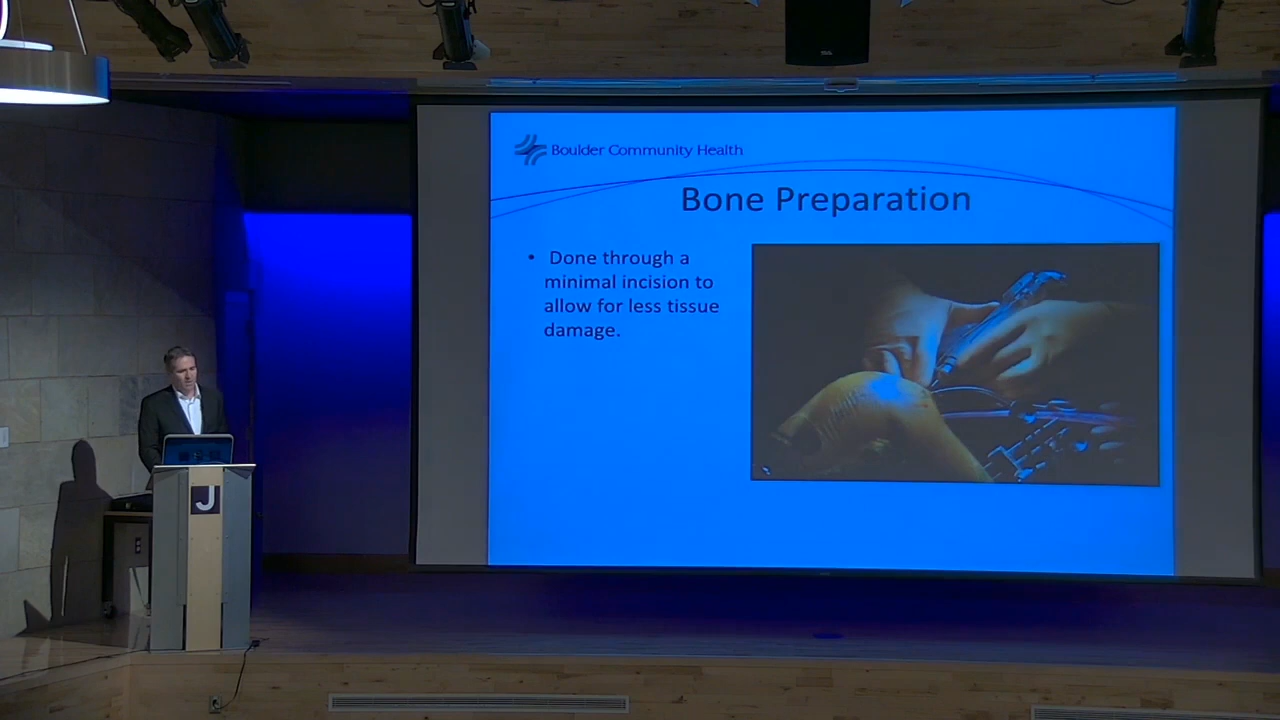 Boulder Community Health
Bone Preparation
• Done through a
minimal incision to
allow for less tissue
damage.
J